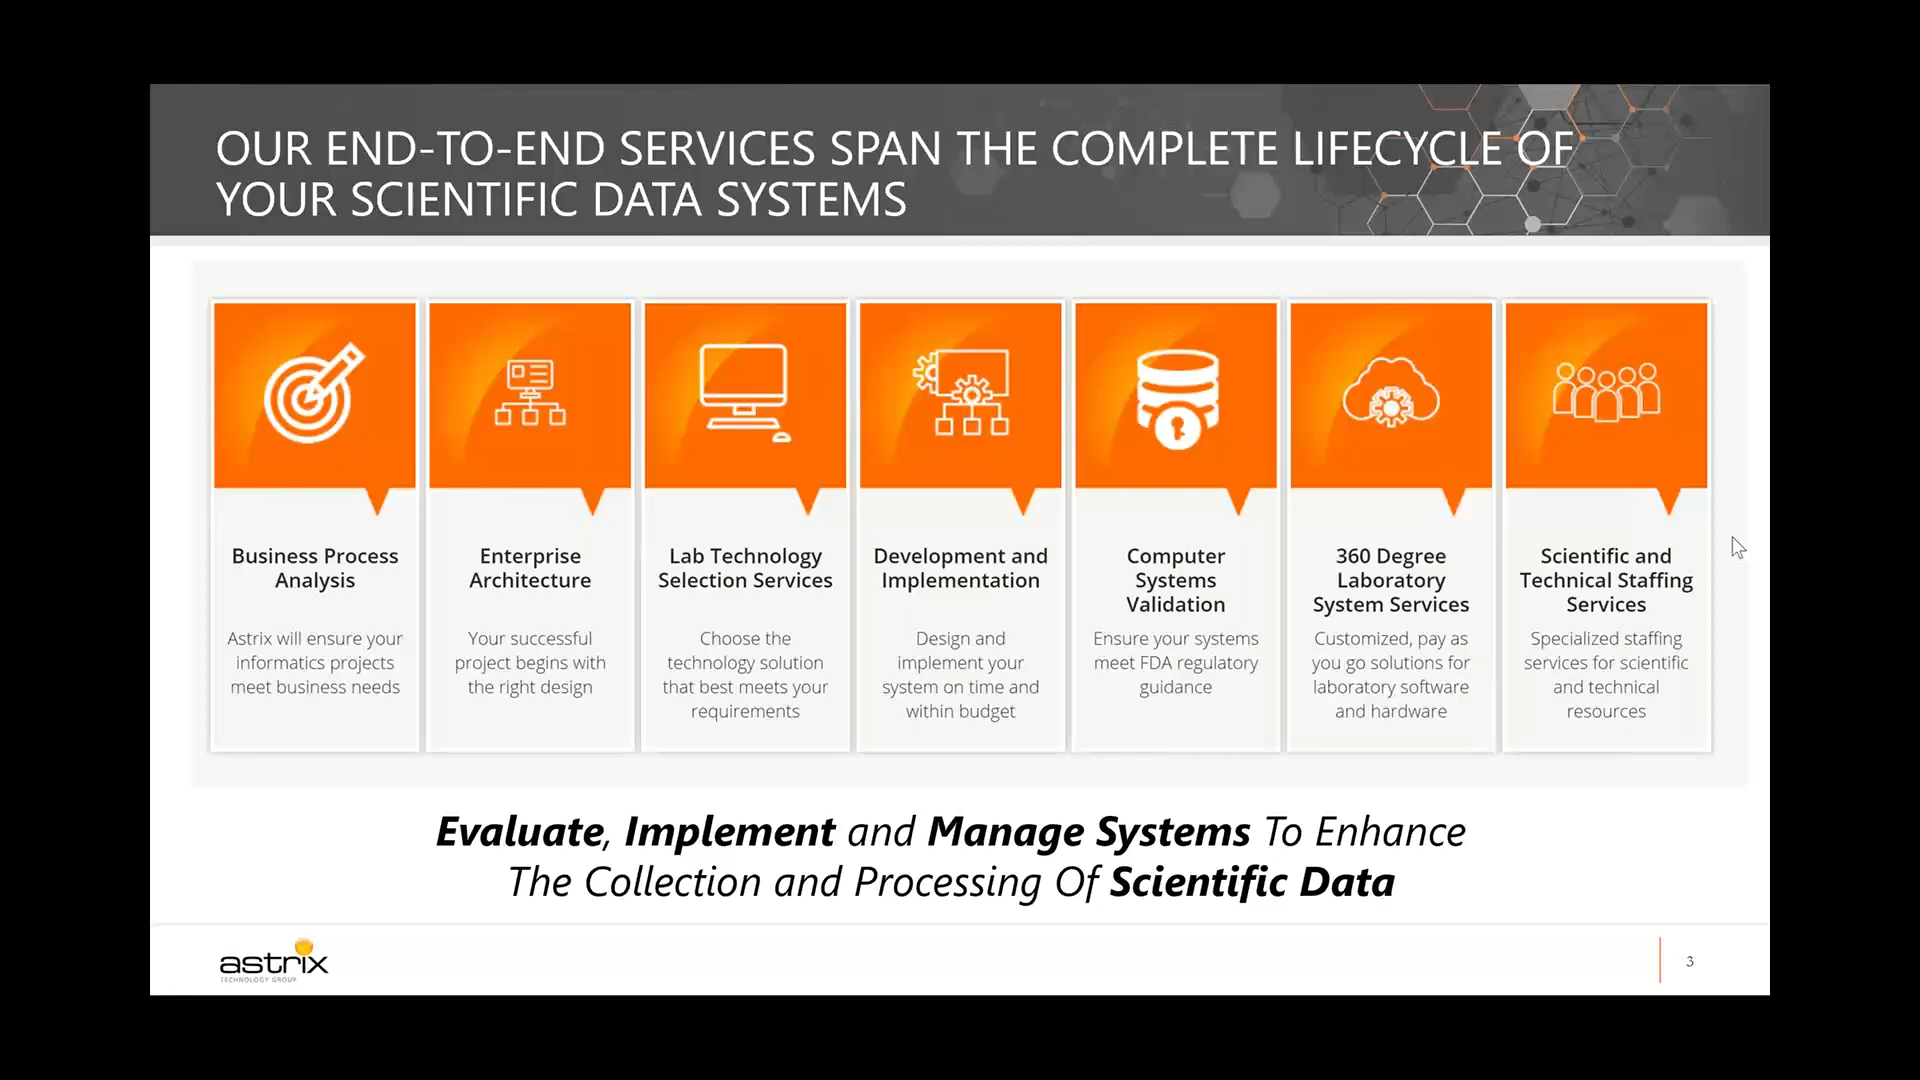 OUR END-TO-END SERVICES SPAN THE COMPLETE LIFECYCLE OF
YOUR SCIENTIFIC DATA SYSTEMS
Business Process
Analysis
Astrix will ensure your
informatics projects
meet business needs
Enterprise
Architecture
Your successful
project begins with
the right design
Lab Technology
Selection Services
Choose the
technology solution
that best meets your
requirements
Development and
Implementation
Design and
implement your
system on time and
within budget
Computer
Systems
Validation
Ensure your systems
meet FDA regulatory
guidance
360 Degree
Laboratory
System Services
Customized, pay as
you go solutions for
laboratory software
and hardware
Scientific and
Technical Staffing
Services
Specialized staffing
services for scientific
and technical
resources
Evaluate, Implement and Manage Systems To Enhance
The Collection and Processing Of Scientific Data
astrix
TECHNOLOGY GROUP
3